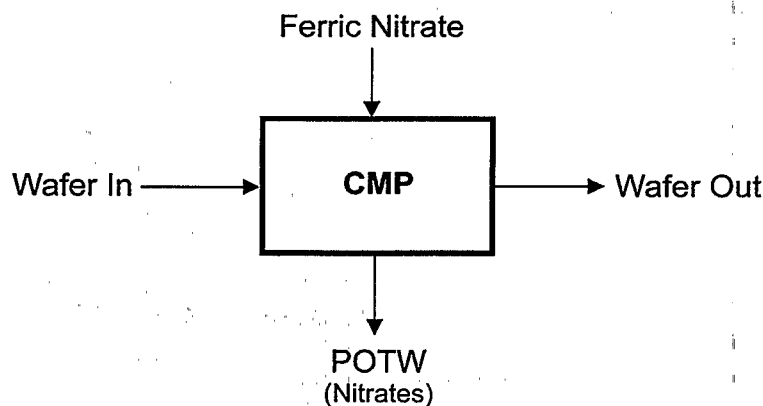 Ferric Nitrate
Wafer In
CMP
Wafer Out
POTW
(Nitrates)